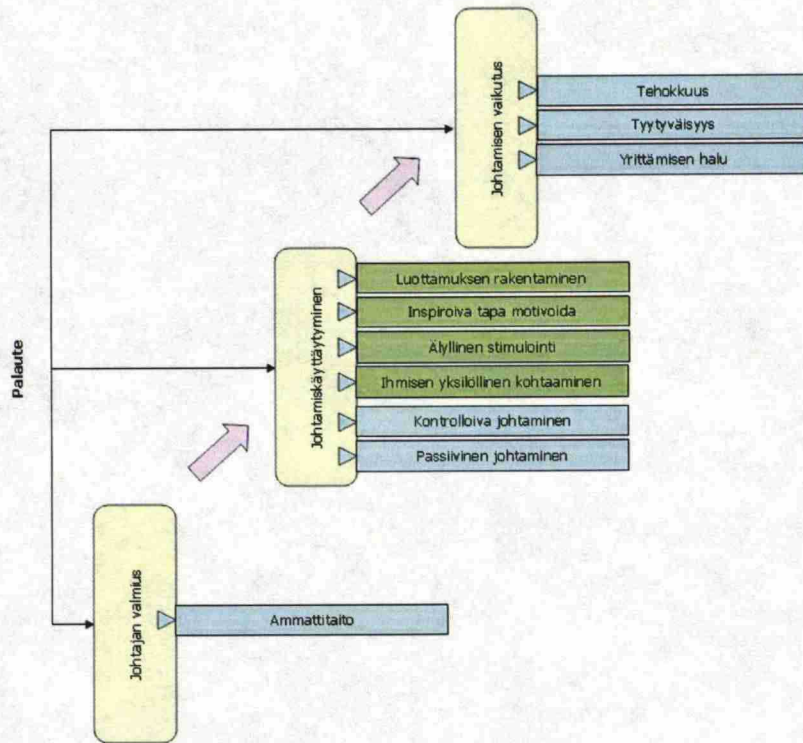 Palaute
Johtamisen vaikutus
Tehokkuus
Tyytyväisyys
Yrittämisen halu
Johtamiskäyttäytyminen
Luottamuksen rakentaminen
Inspiroiva tapa motivoida
Älyllinen stimulointi
Ihmisen yksilöllinen kohtaaminen
Kontrolloiva johtaminen
Passiivinen johtaminen
Johtajan valmius
Ammattitaito